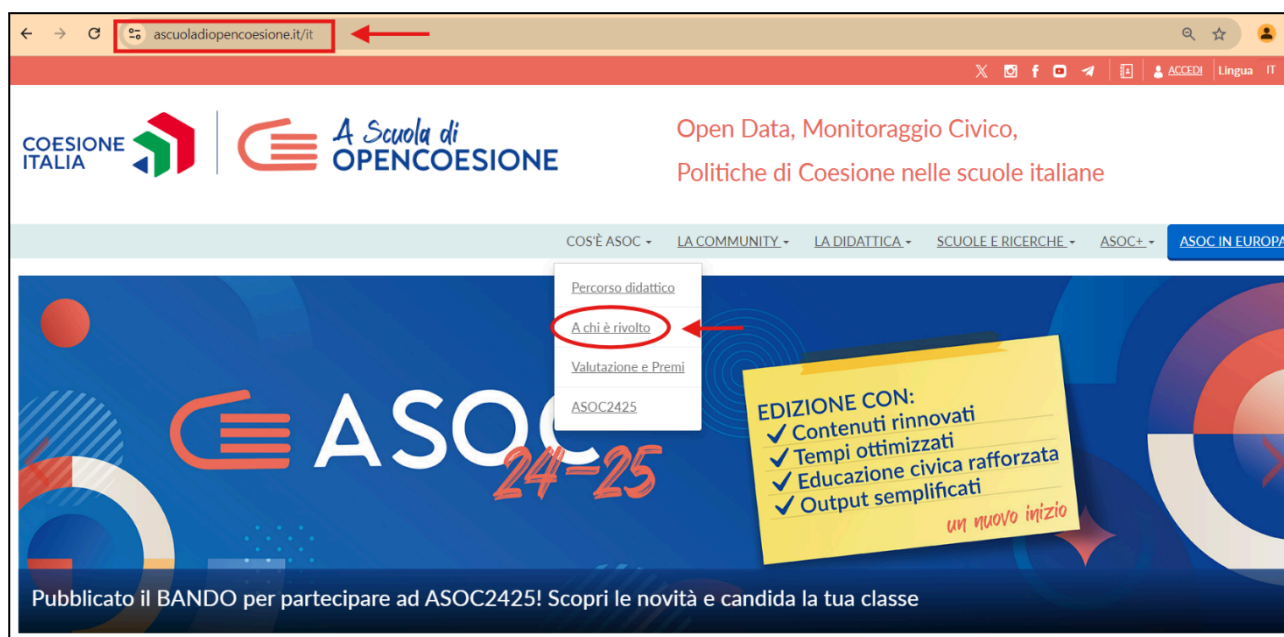 ascuoladiopencoesione.it/it
ACCEDI Lingua IT
COESIONE
ITALIA
A Scuola di
OPENCOESIONE
Open Data, Monitoraggio Civico,
Politiche di Coesione nelle scuole italiane
COS'È ASOC LA COMMUNITY LA DIDATTICA SCUOLE E RICERCHE ASOC+ ASOC IN EUROPA
Percorso didattico
A chi è rivolto
Valutazione e Premi
ASOC2425
ASOC
24-25
EDIZIONE CON:
✓ Contenuti rinnovati
✓ Tempi ottimizzati
✓ Educazione civica rafforzata
✓ Output semplificati
un nuovo inizio
Pubblicato il BANDO per partecipare ad ASOC2425! Scopri le novità e candida la tua classe